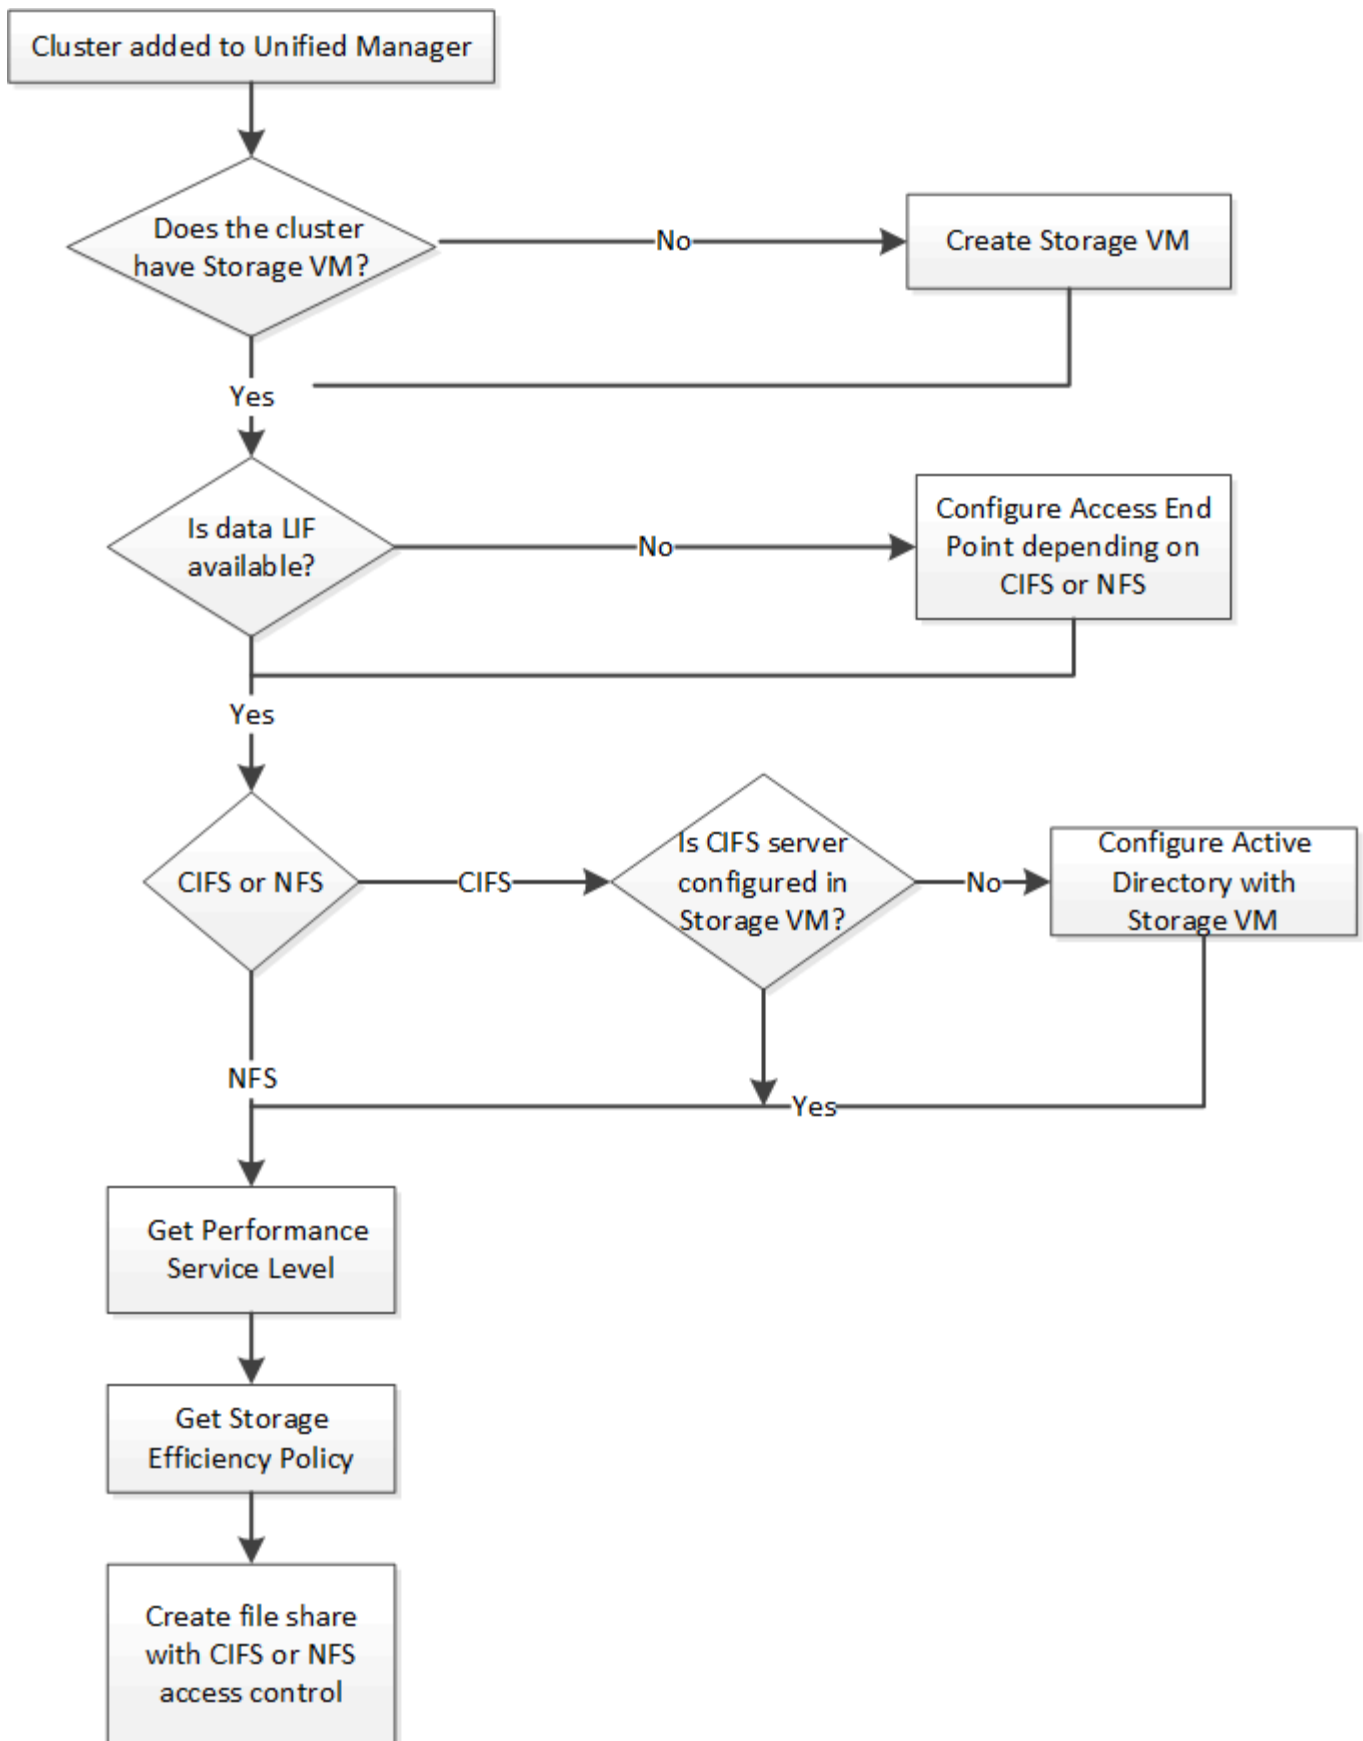 Cluster added to Unified Manager
Does the cluster
have Storage VM?
No
Create Storage VM
Yes
Is data LIF
available?
No
Configure Access End
Point depending on
CIFS or NFS
Yes
CIFS or NFS
CIFS
Is CIFS server
configured in
Storage VM?
No
Configure Active
Directory with
Storage VM
NFS
Yes
Get Performance
Service Level
Get Storage
Efficiency Policy
Create file share
with CIFS or NFS
access control